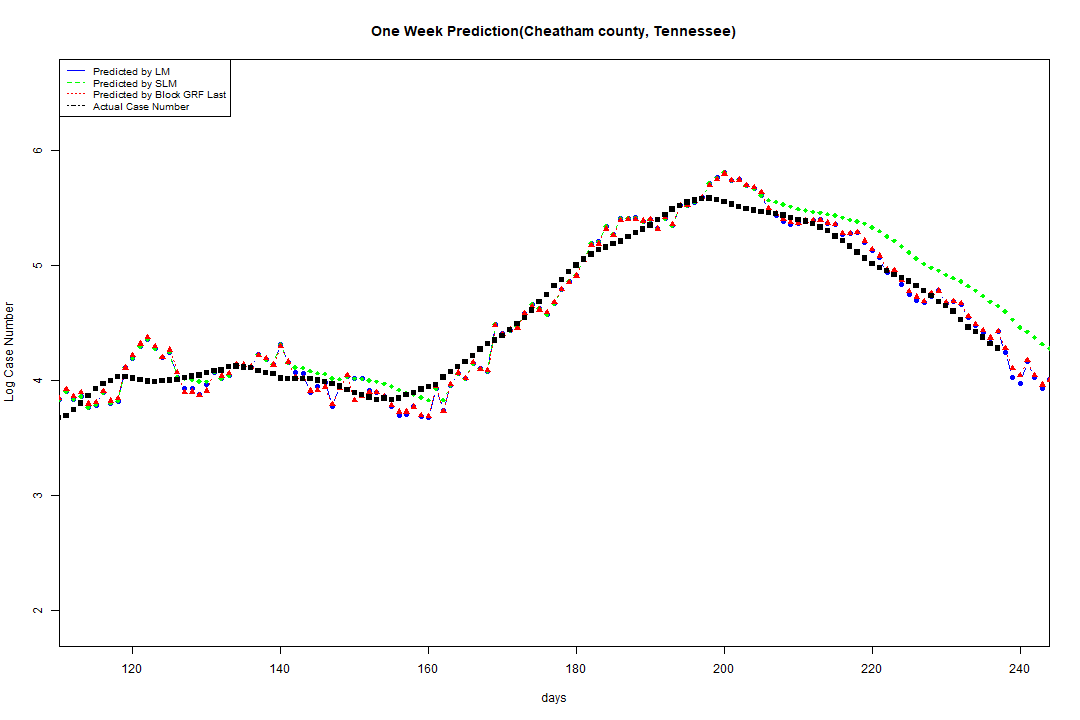 One Week Prediction(Cheatham county, Tennessee)
Predicted by LM
Predicted by SLM
Predicted by Block GRF Last
Actual Case Number
Log Case Number
6
5
4
3
2
120 140 160 180 200 220 240
days